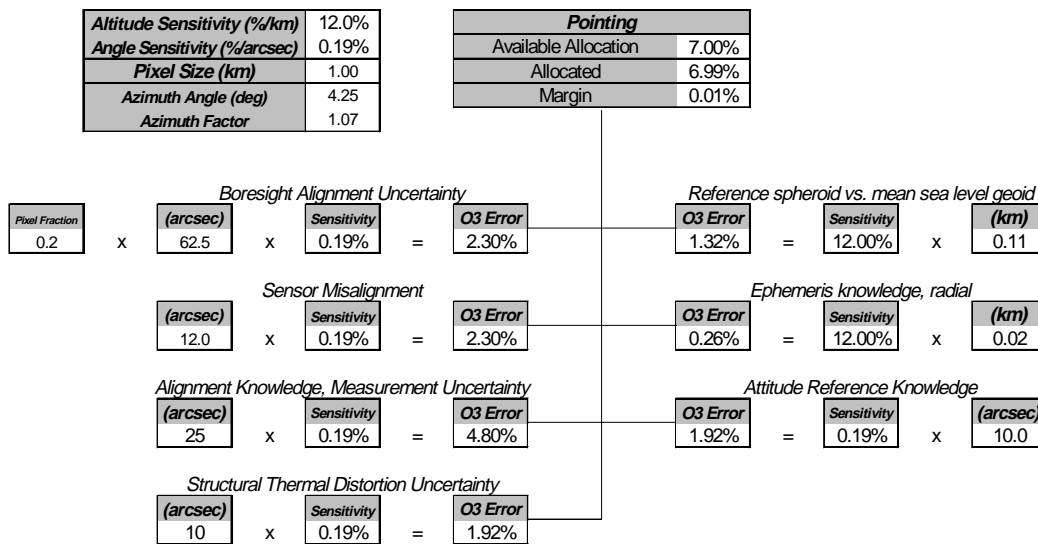 Altitude Sensitivity (%/km) 12.0%
Angle Sensitivity (%/arcsec) 0.19%
Pixel Size (km) 1.00
Azimuth Angle (deg) 4.25
Azimuth Factor 1.07
Pointing
Available Allocation 7.00%
Allocated 6.99%
Margin 0.01%
Boresight Alignment Uncertainty
Pixel Fraction (arcsec) Sensitivity O3 Error
0.2 x 62.5 x 0.19% = 2.30%
Reference spheroid vs. mean sea level geoid
O3 Error Sensitivity (km)
1.32% = 12.00% x 0.11
Sensor Misalignment
(arcsec) Sensitivity O3 Error
12.0 x 0.19% = 2.30%
Ephemeris knowledge, radial
O3 Error Sensitivity (km)
0.26% = 12.00% x 0.02
Alignment Knowledge, Measurement Uncertainty
(arcsec) Sensitivity O3 Error
25 x 0.19% = 4.80%
Attitude Reference Knowledge
O3 Error Sensitivity (arcsec)
1.92% = 0.19% x 10.0
Structural Thermal Distortion Uncertainty
(arcsec) Sensitivity O3 Error
10 x 0.19% = 1.92%